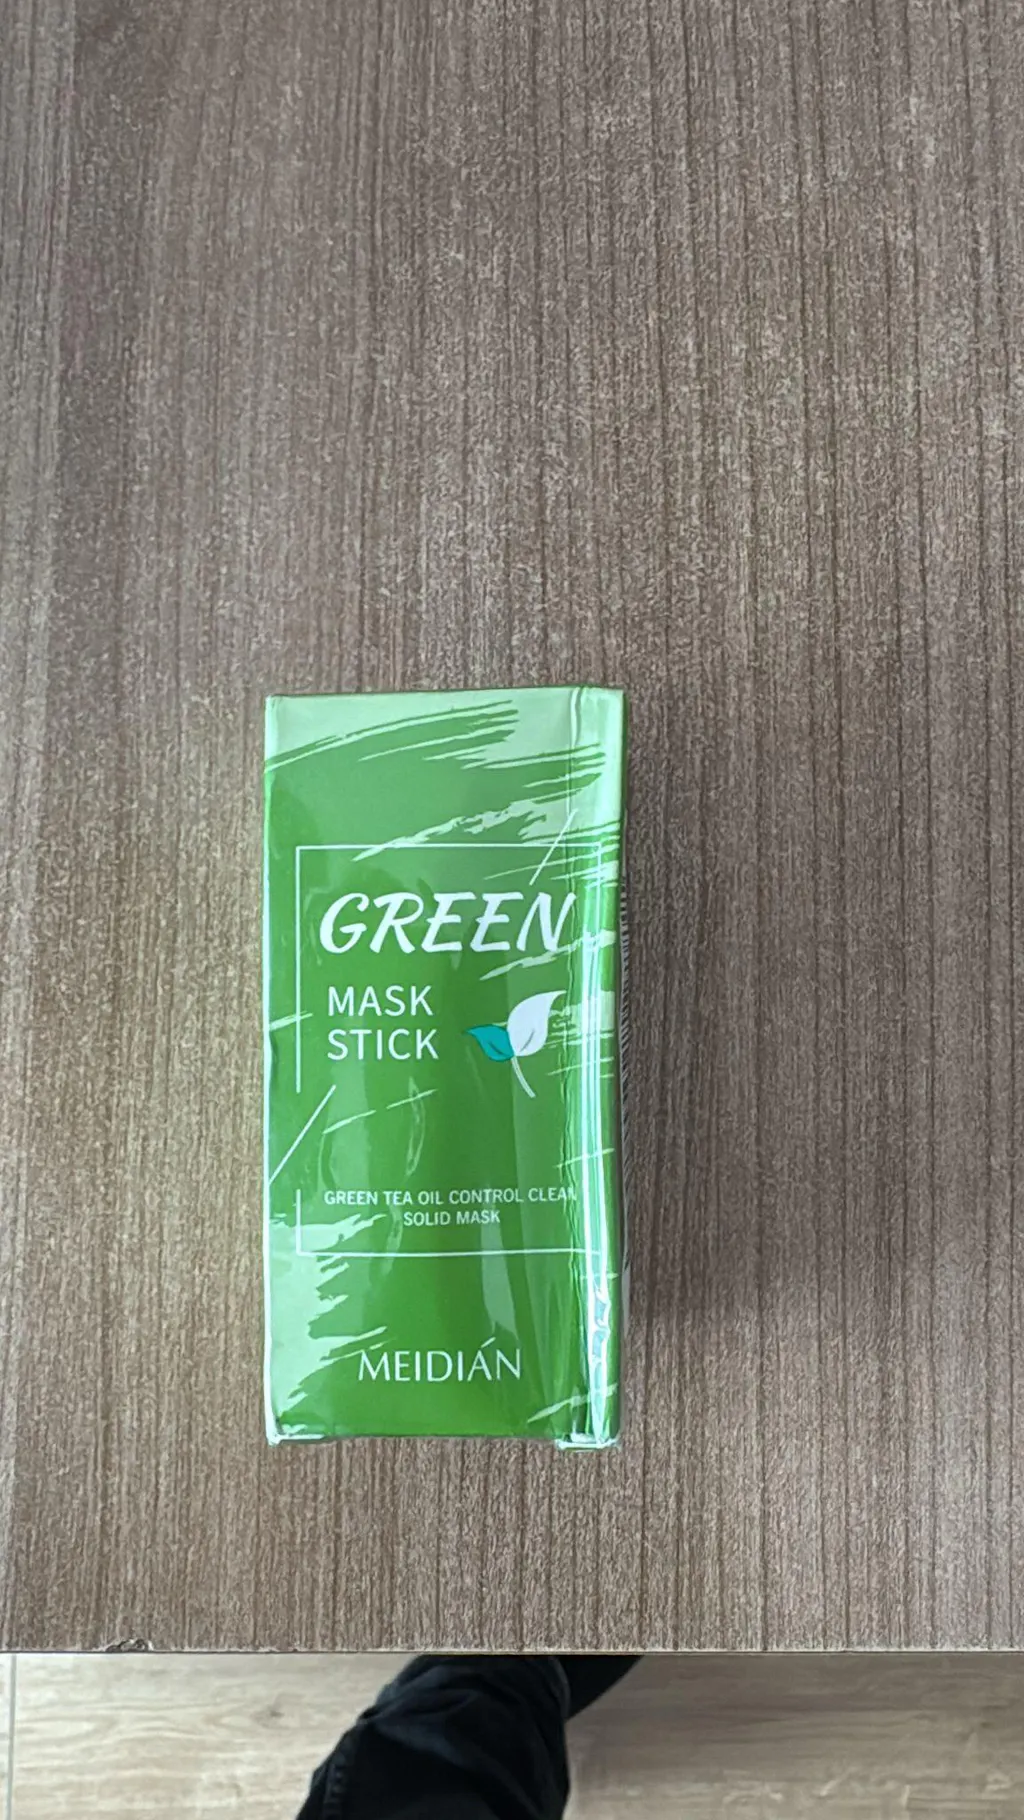 GREEN
MASK
STICK
GREEN TEA OIL CONTROL CLEAN
SOLID MASK
MEIDIÁN